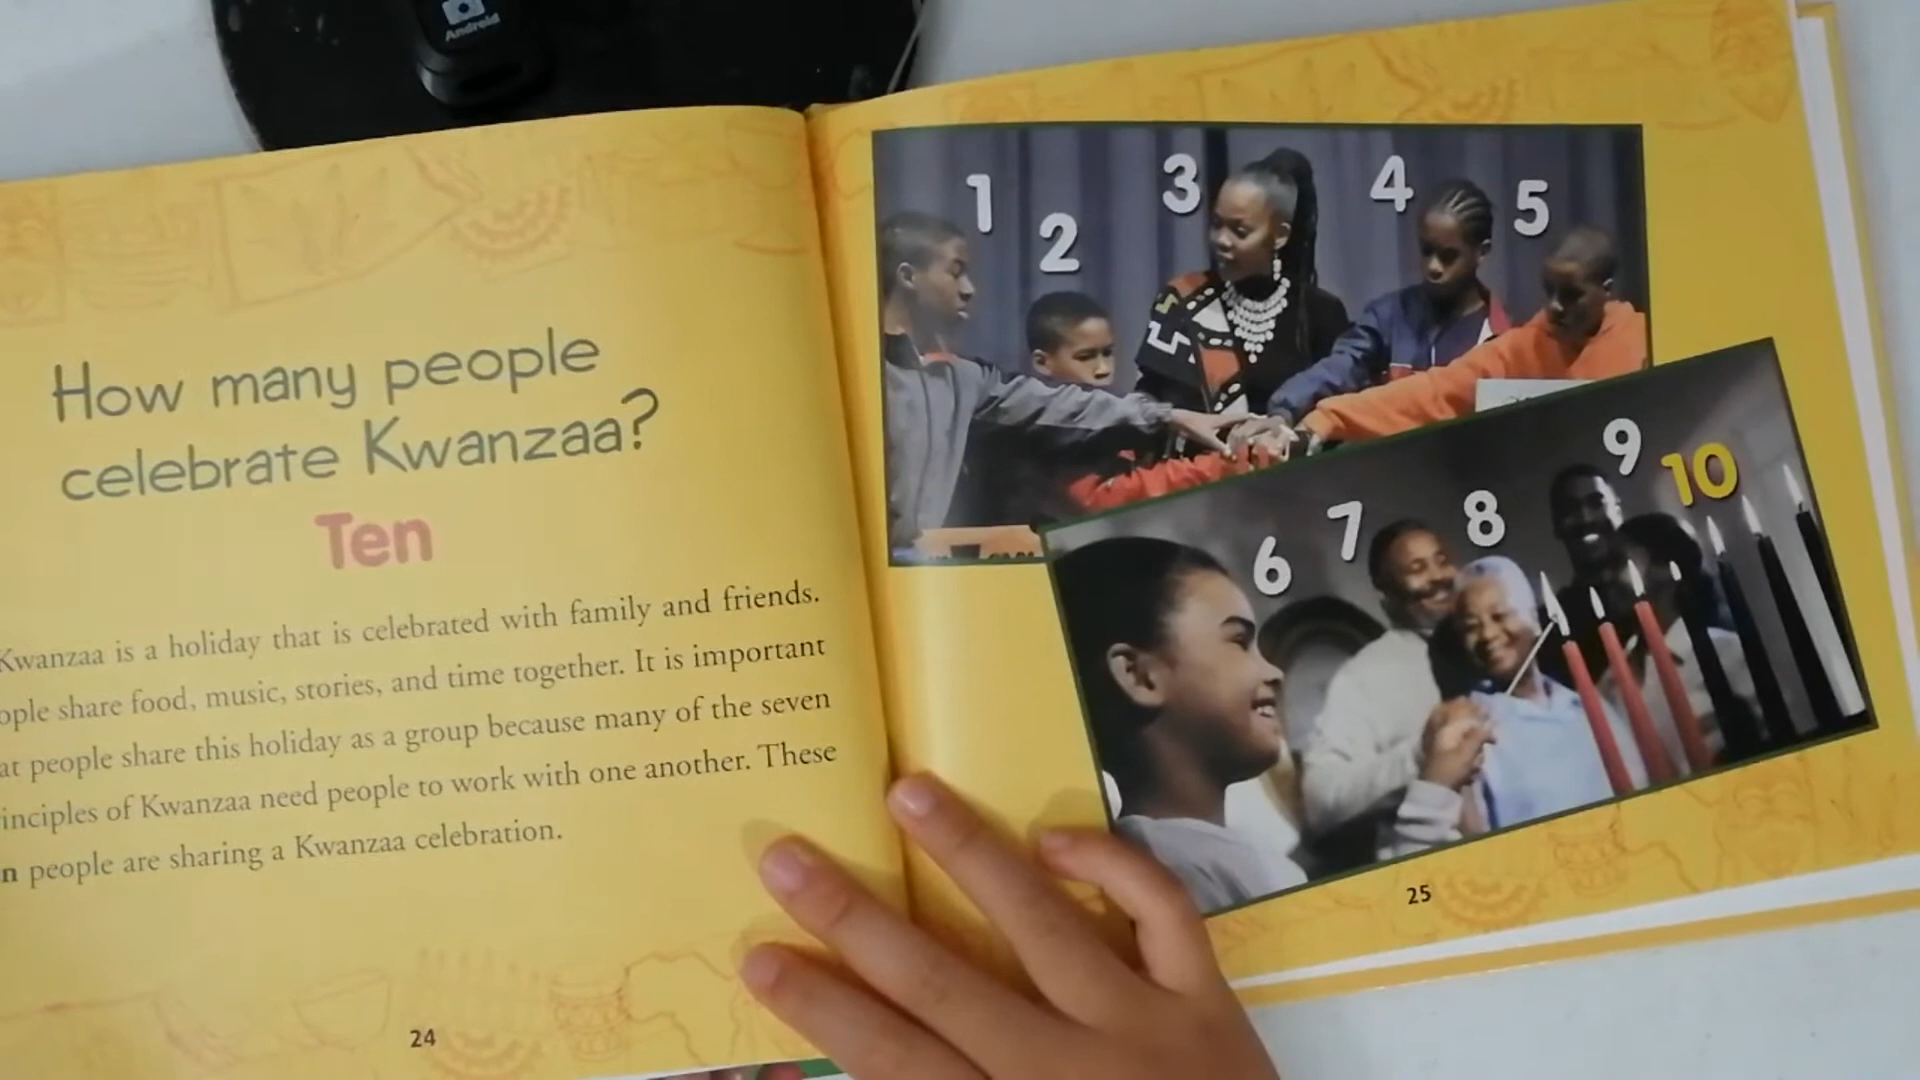 Android
How many people
celebrate Kwanzaa?
Ten
Kwanzaa is a holiday that is celebrated with family and friends.
share food, music, stories, and time together. It is important
people share this holiday as a group because many of the seven
of Kwanzaa need people to work with one another. These
people are sharing a Kwanzaa celebration.
24
1
2
3
4
5
6
7
8
9
10
25